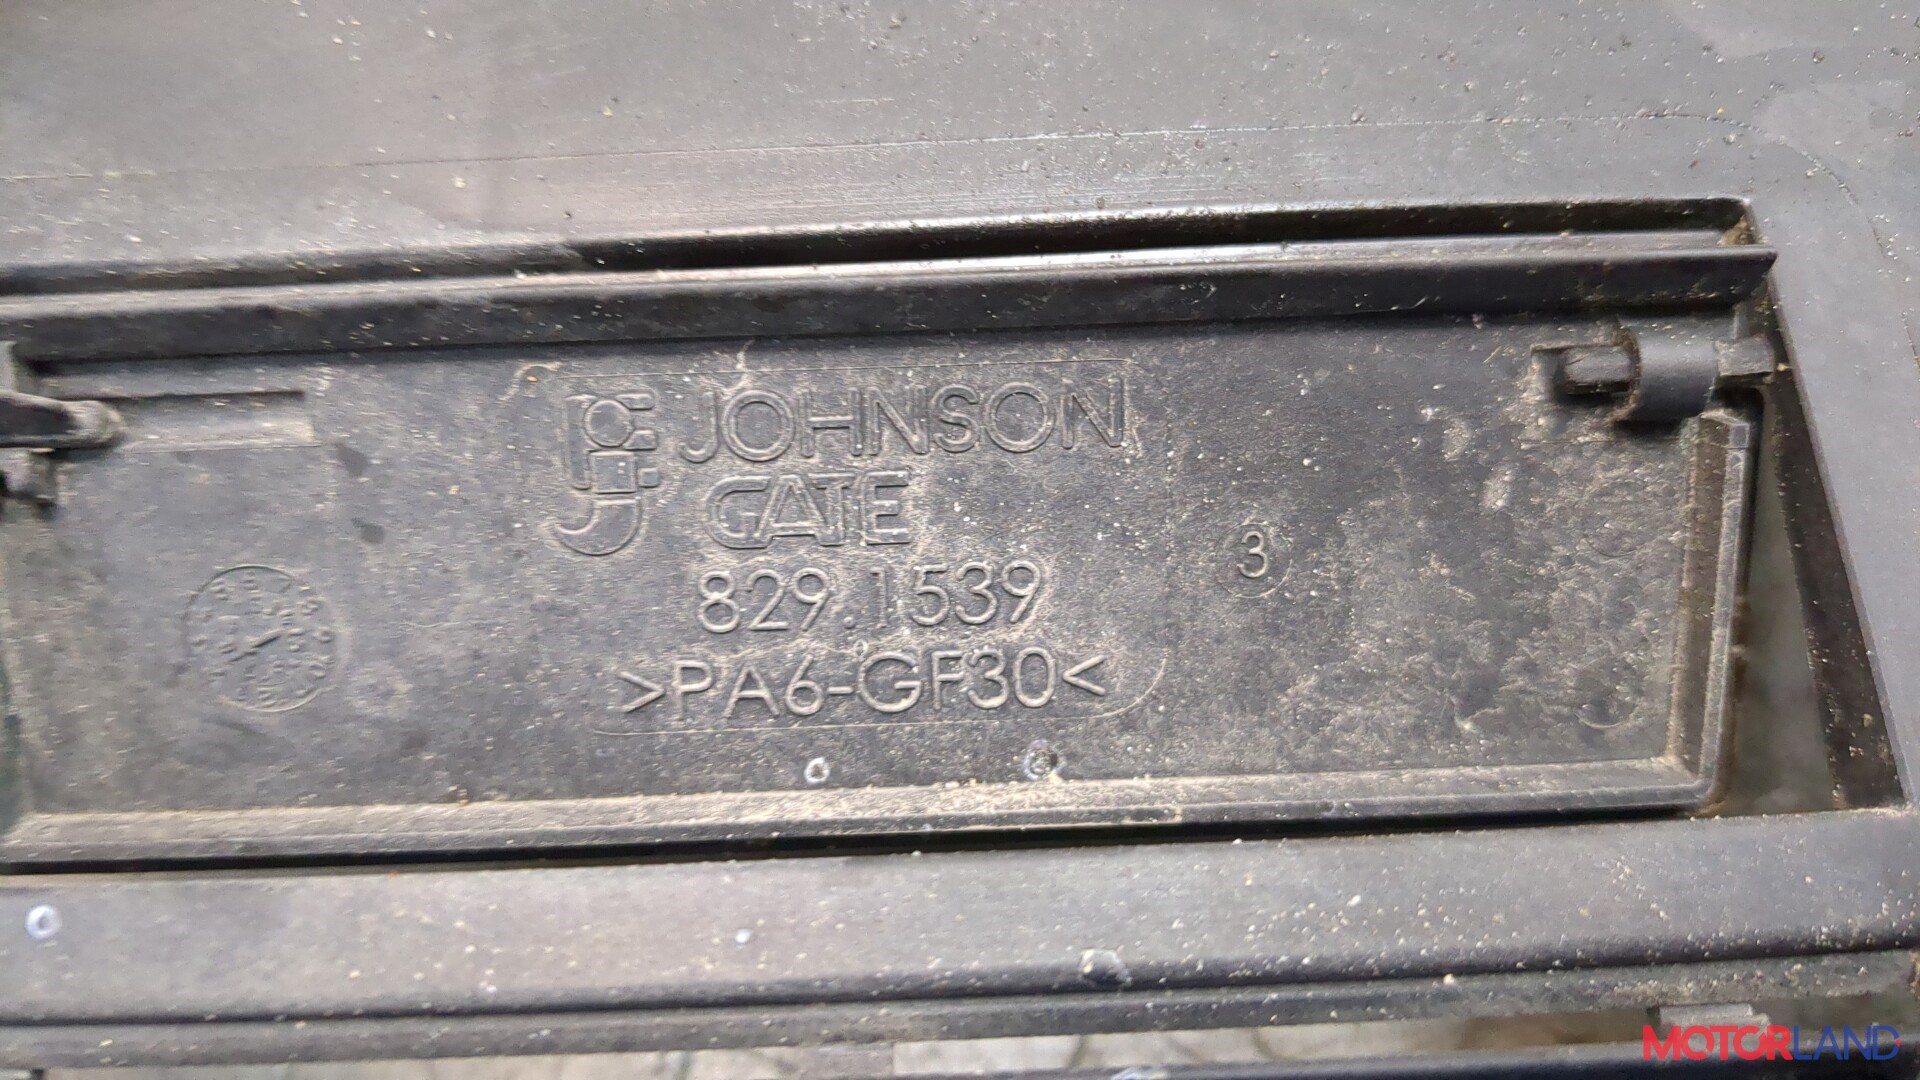 JOHNSON
GATE
829.1539
3
>PA6-GF30<
MOTORLAND